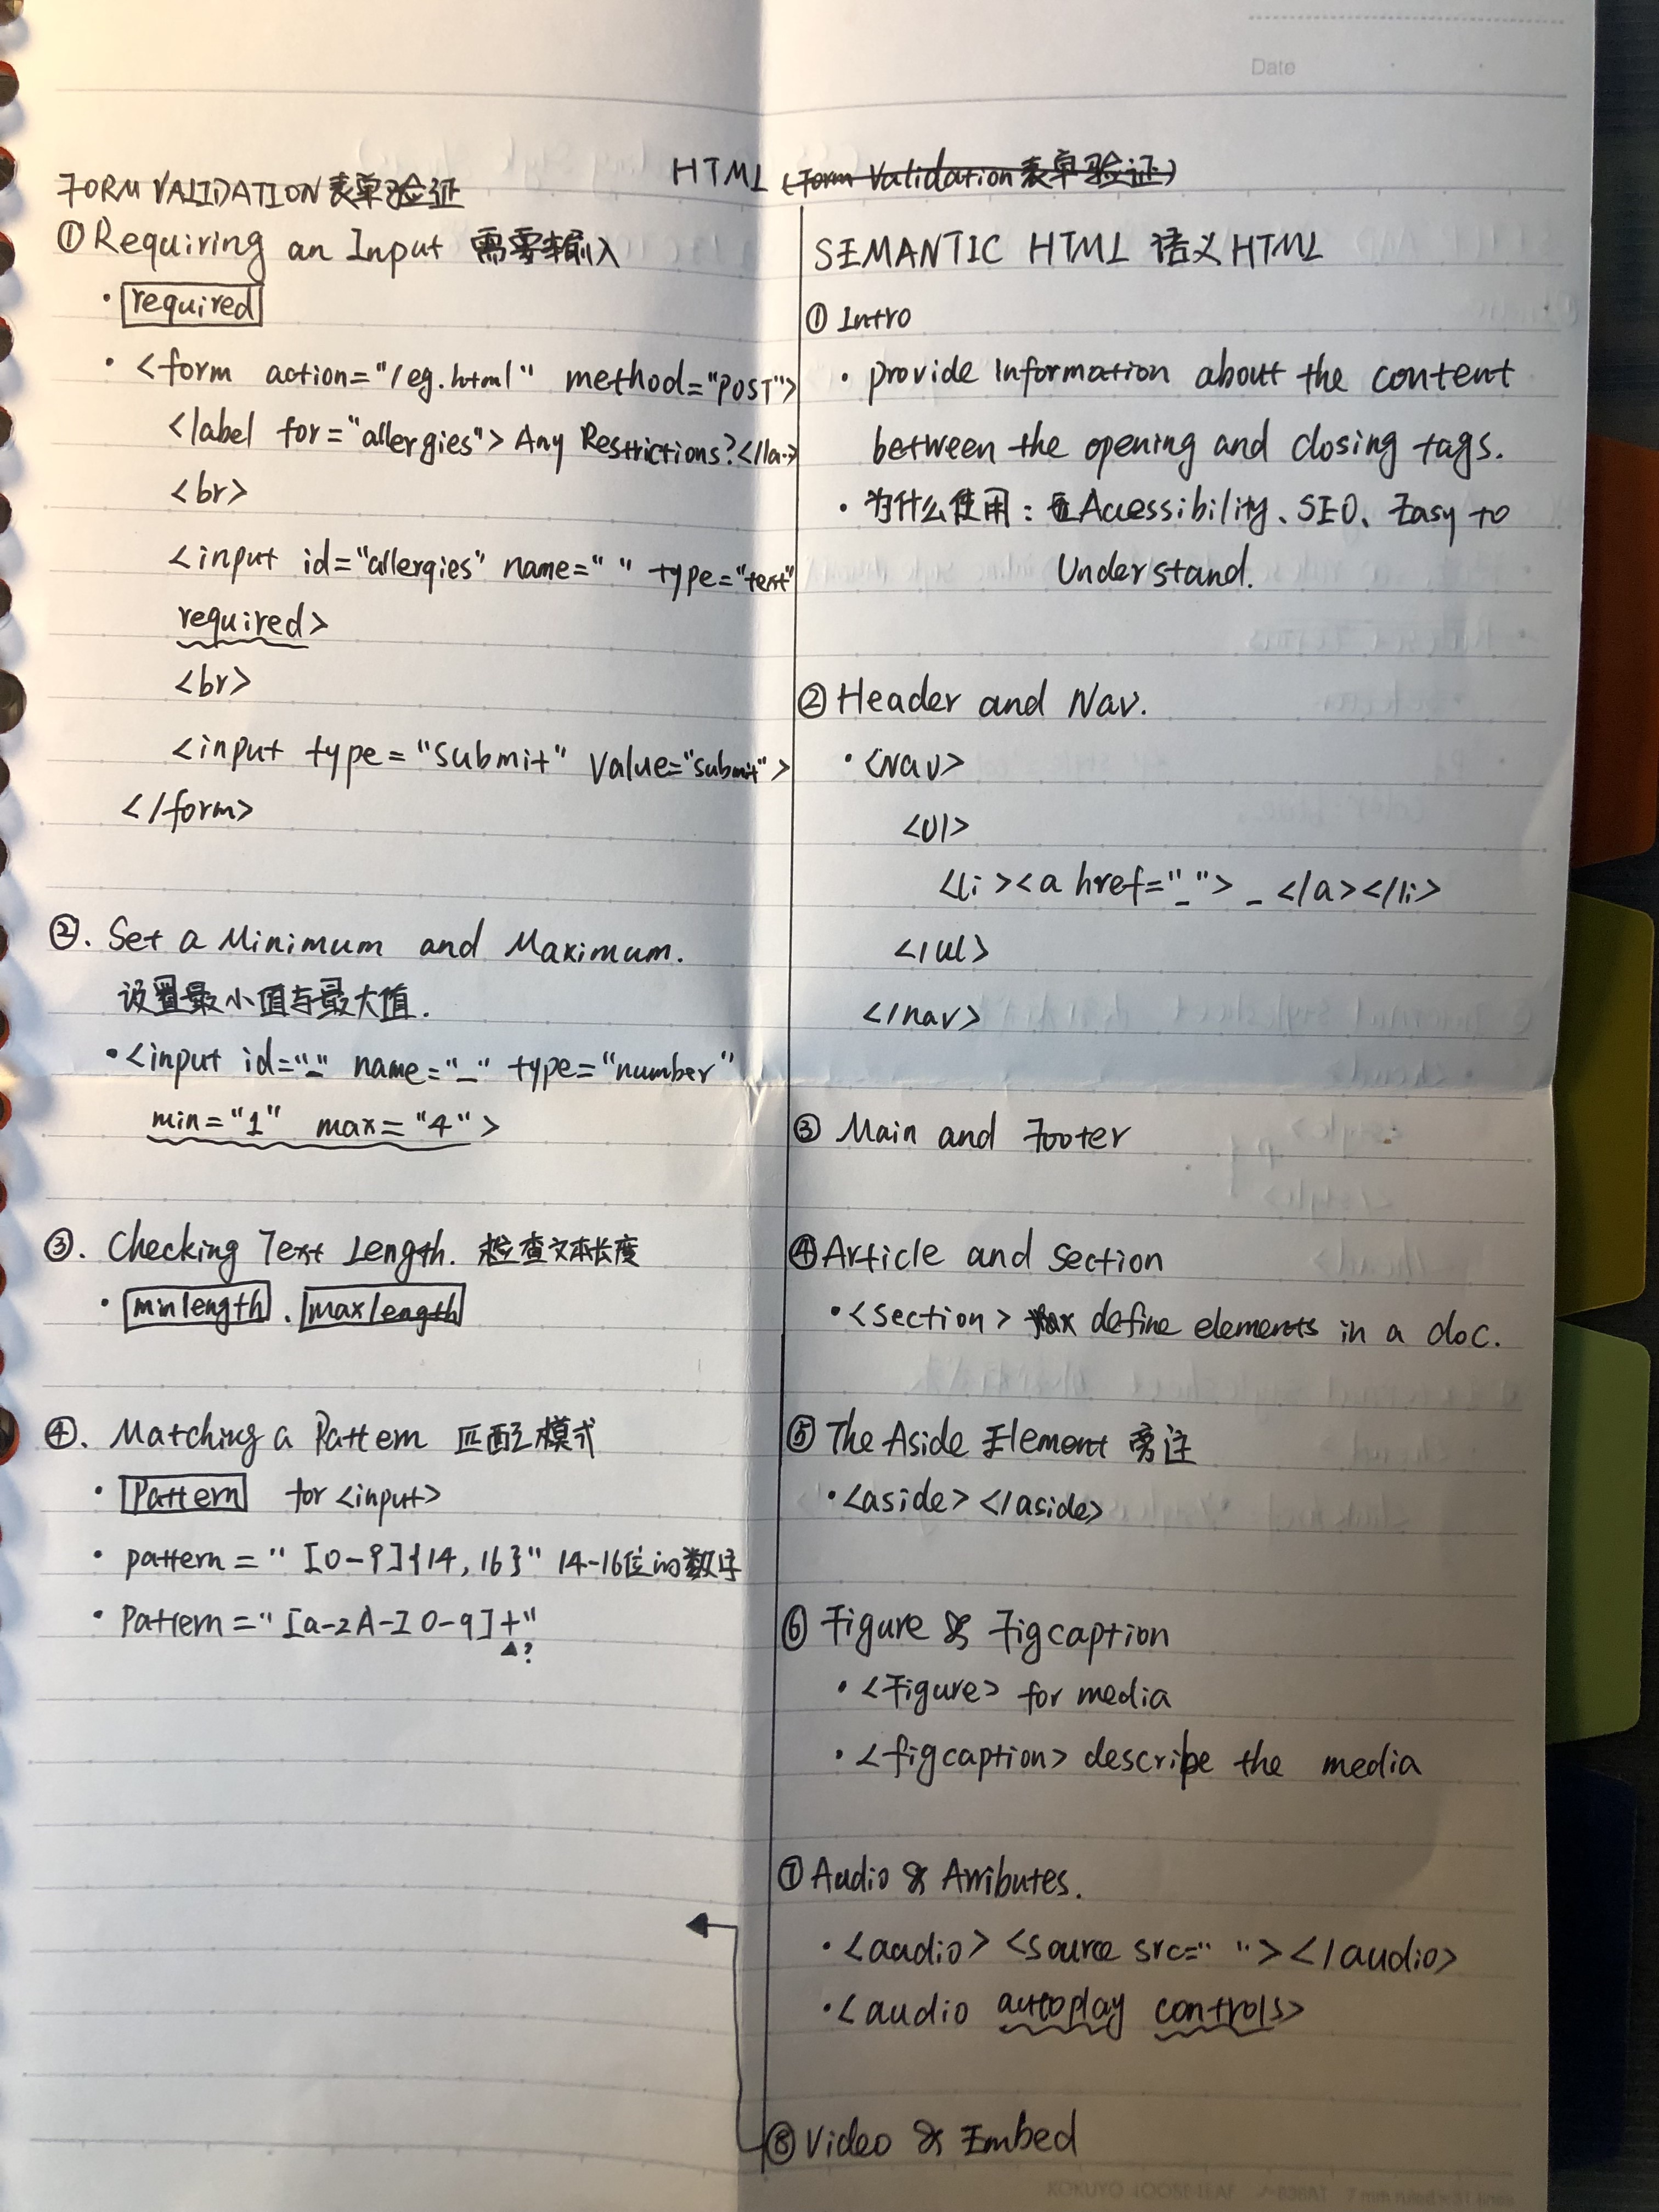 Date
HTML (Form Validation 表单验证)
FORM VALIDATION 表单验证
① Requiring an Input 需要输入
· required
· <form action="/eg.html" method="POST">
<label for="allergies"> Any Restrictions?</la..>
<br>
<input id="allergies" name=" " type="text"
required>
<br>
<input type="submit" value="submit">
</form>
②. Set a Minimum and Maximum.
设置最小值与最大值.
· <input id="_" name="_" type="number"
min="1" max="4">
③. Checking Text Length. 检查文本长度
· minlength . maxlength
④. Matching a Pattern 匹配模式
· Pattern for <input>
· pattern = " [0-9]{14, 16}" 14-16位的数字
· Pattern = " [a-zA-Z0-9]+"
▲?
SEMANTIC HTML 语义HTML
① Intro
· provide information about the content
between the opening and closing tags.
· 为什么使用: Accessibility、SEO、Easy to
Understand.
② Header and Nav.
· <Nav>
<ul>
<li><a href="_"> _ </a></li>
</ul>
</nav>
③ Main and Footer
④ Article and Section
· <section> define elements in a doc.
⑤ The Aside Element 旁注
· <aside></aside>
⑥ Figure & Figcaption
· <Figure> for media
· <figcaption> describe the media
⑦ Audio & Atributes.
· <audio> <source src=" "></audio>
· <audio autoplay controls>
⑧ Video & Embed